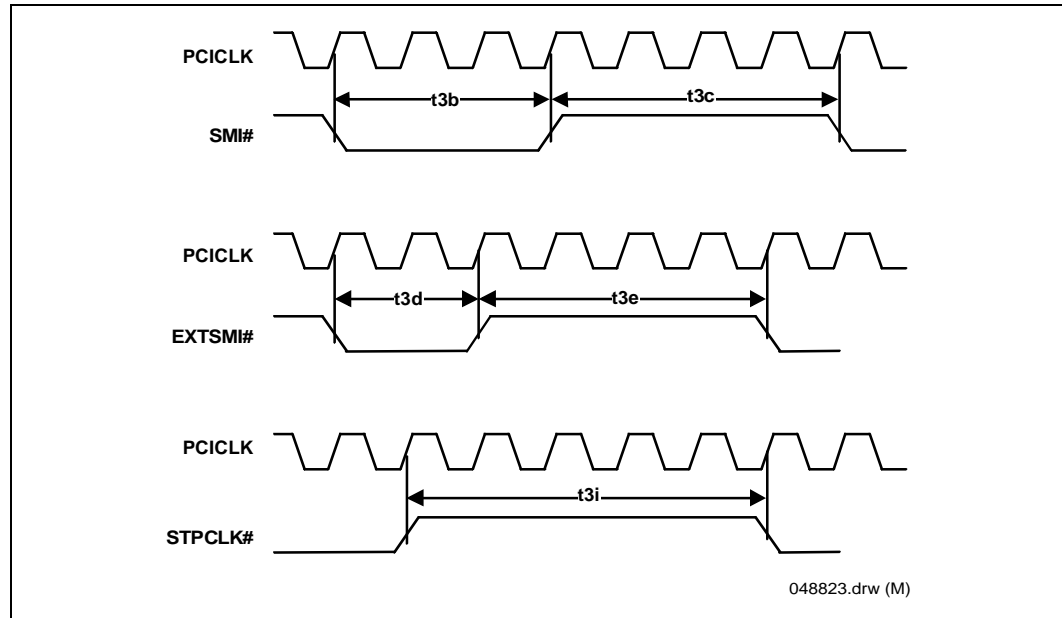 PCICLK
t3b
t3c
SMI#
PCICLK
t3d
t3e
EXTSMI#
PCICLK
t3i
STPCLK#
048823.drw (M)